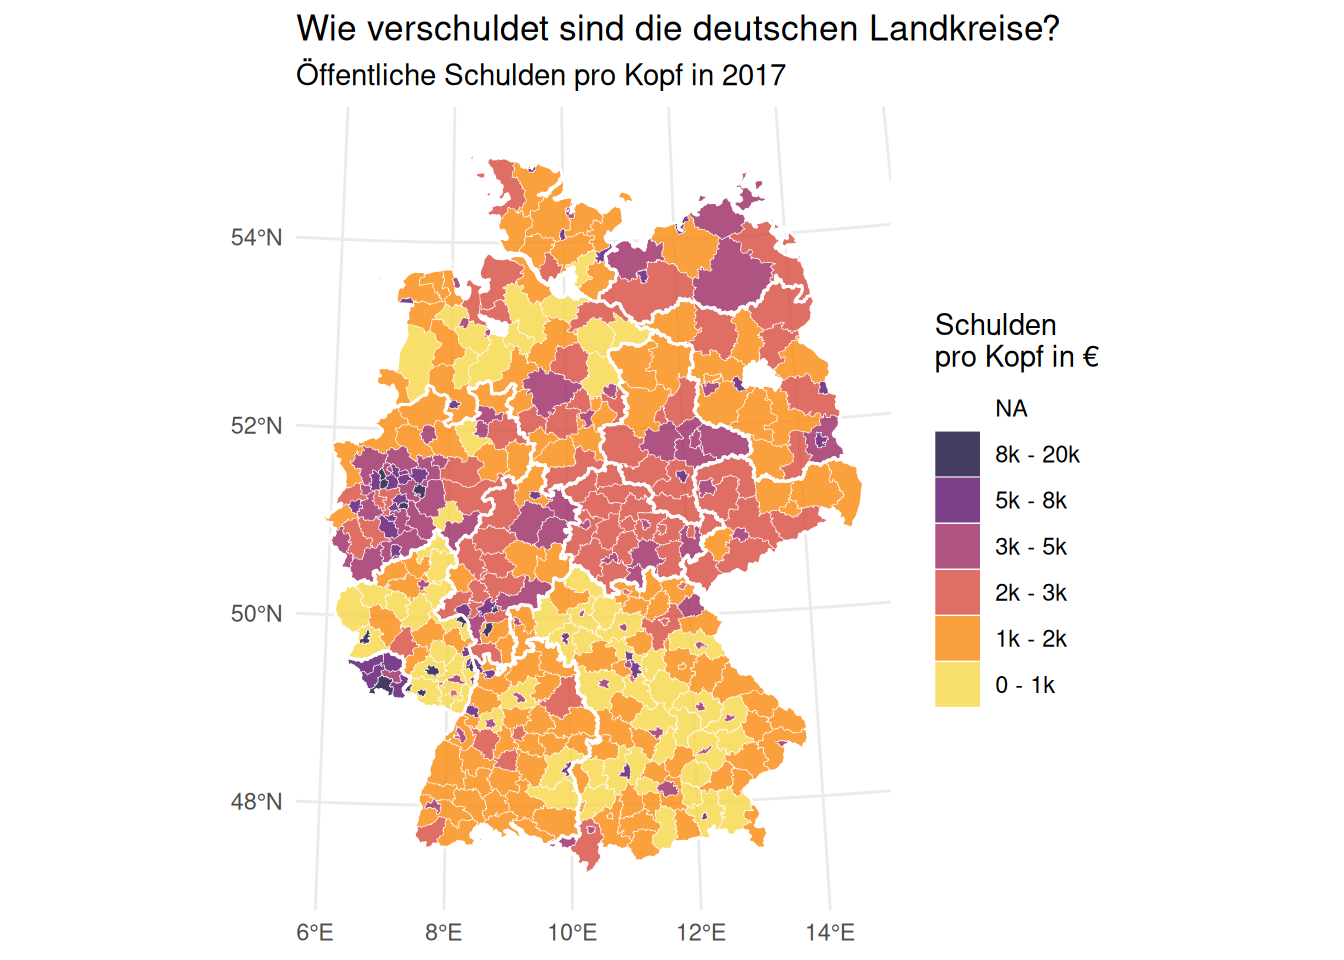 Wie verschuldet sind die deutschen Landkreise?
Öffentliche Schulden pro Kopf in 2017
54°N
52°N
50°N
48°N
6°E
8°E
10°E
12°E
14°E
Schulden
pro Kopf in €
NA
8k - 20k
5k - 8k
3k - 5k
2k - 3k
1k - 2k
0 - 1k